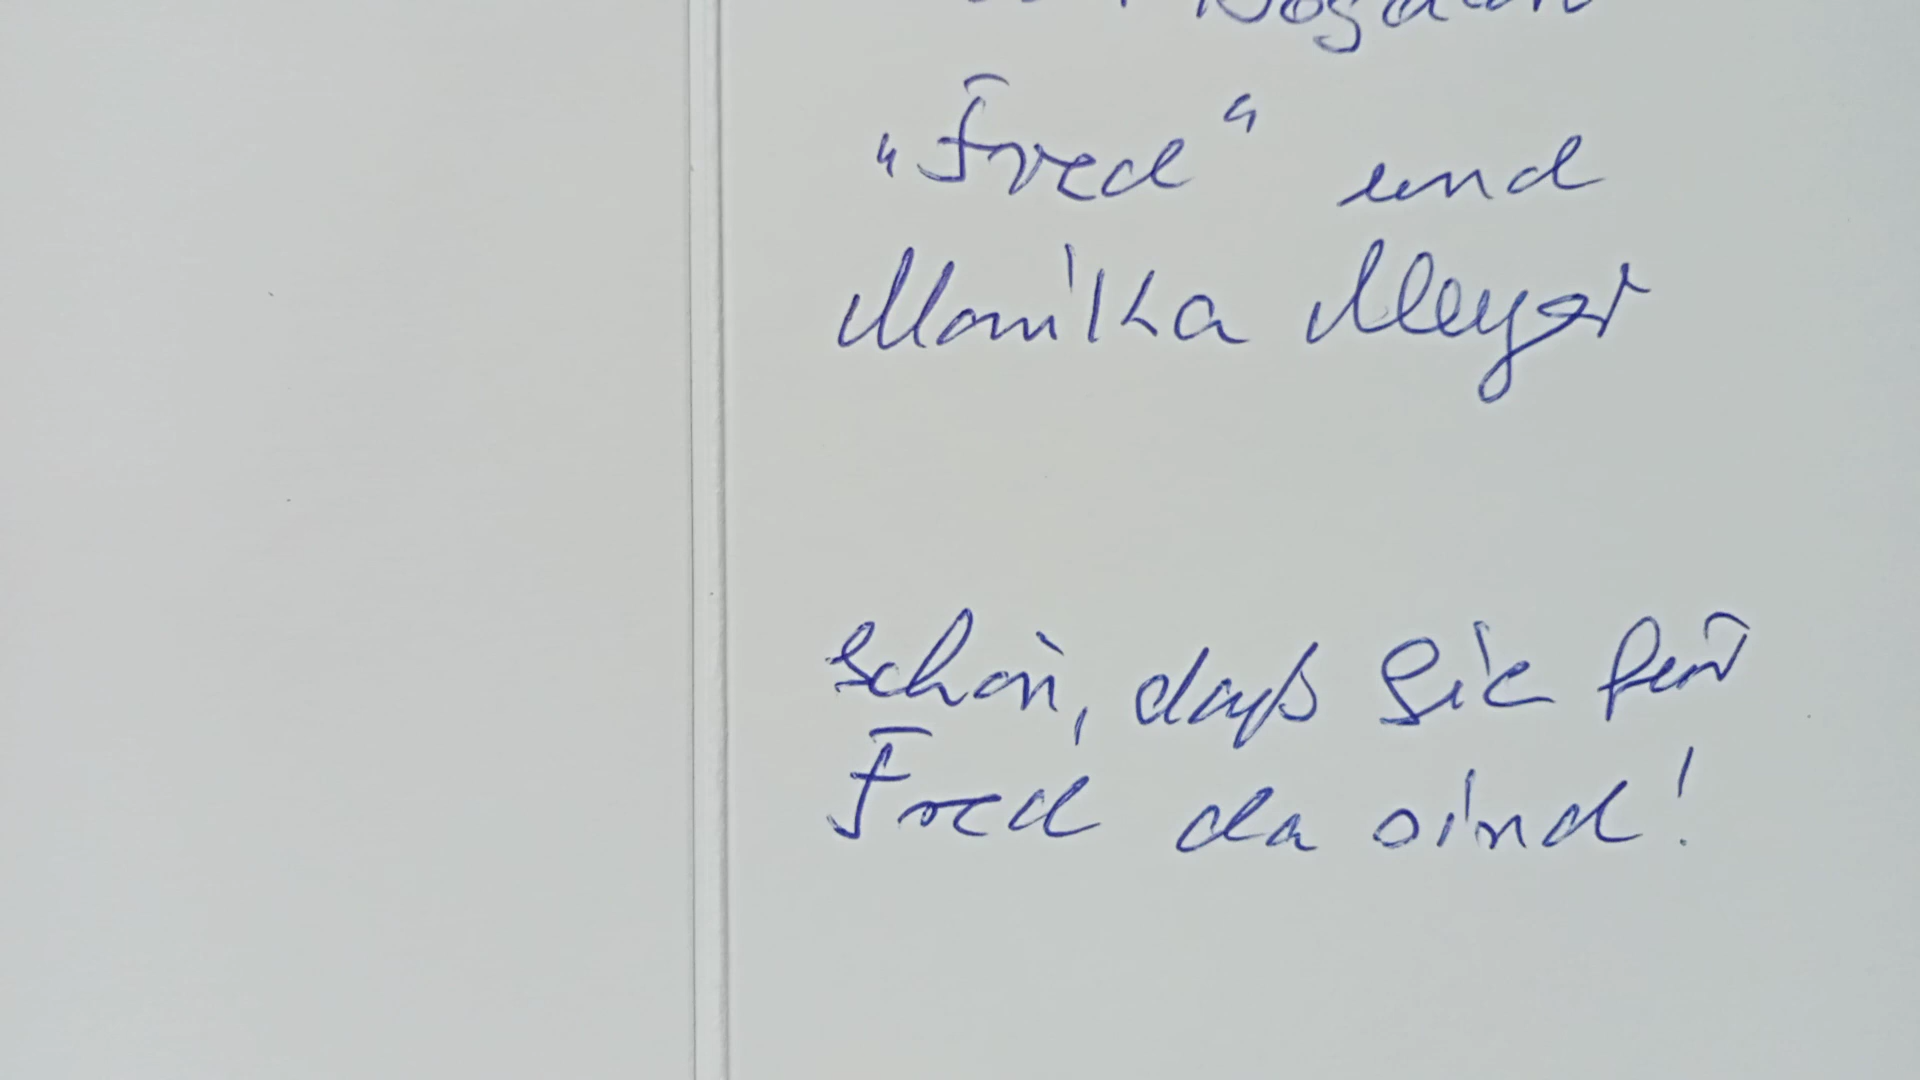 „Fred“ und
Monika Meyer
schön, daß Sie für
Fred da sind!